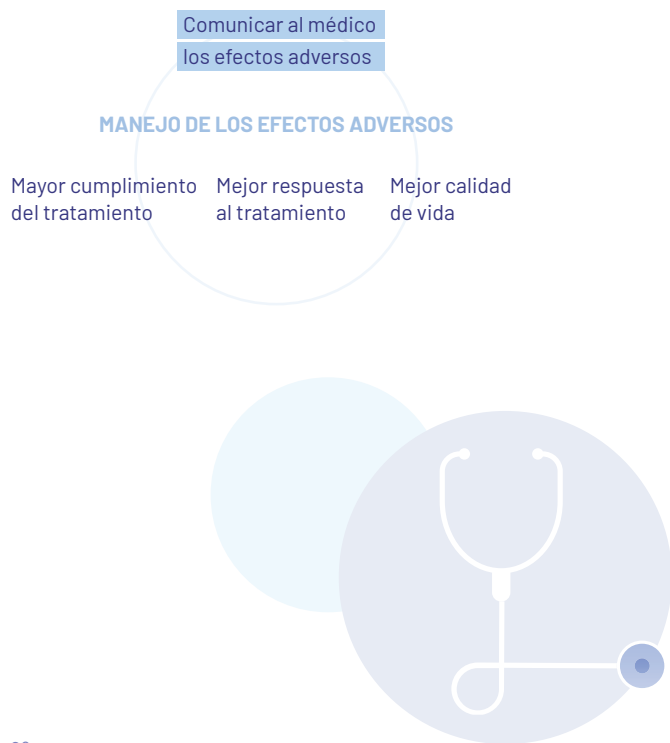 Comunicar al médico
los efectos adversos
MANEJO DE LOS EFECTOS ADVERSOS
Mayor cumplimiento
del tratamiento
Mejor respuesta
al tratamiento
Mejor calidad
de vida